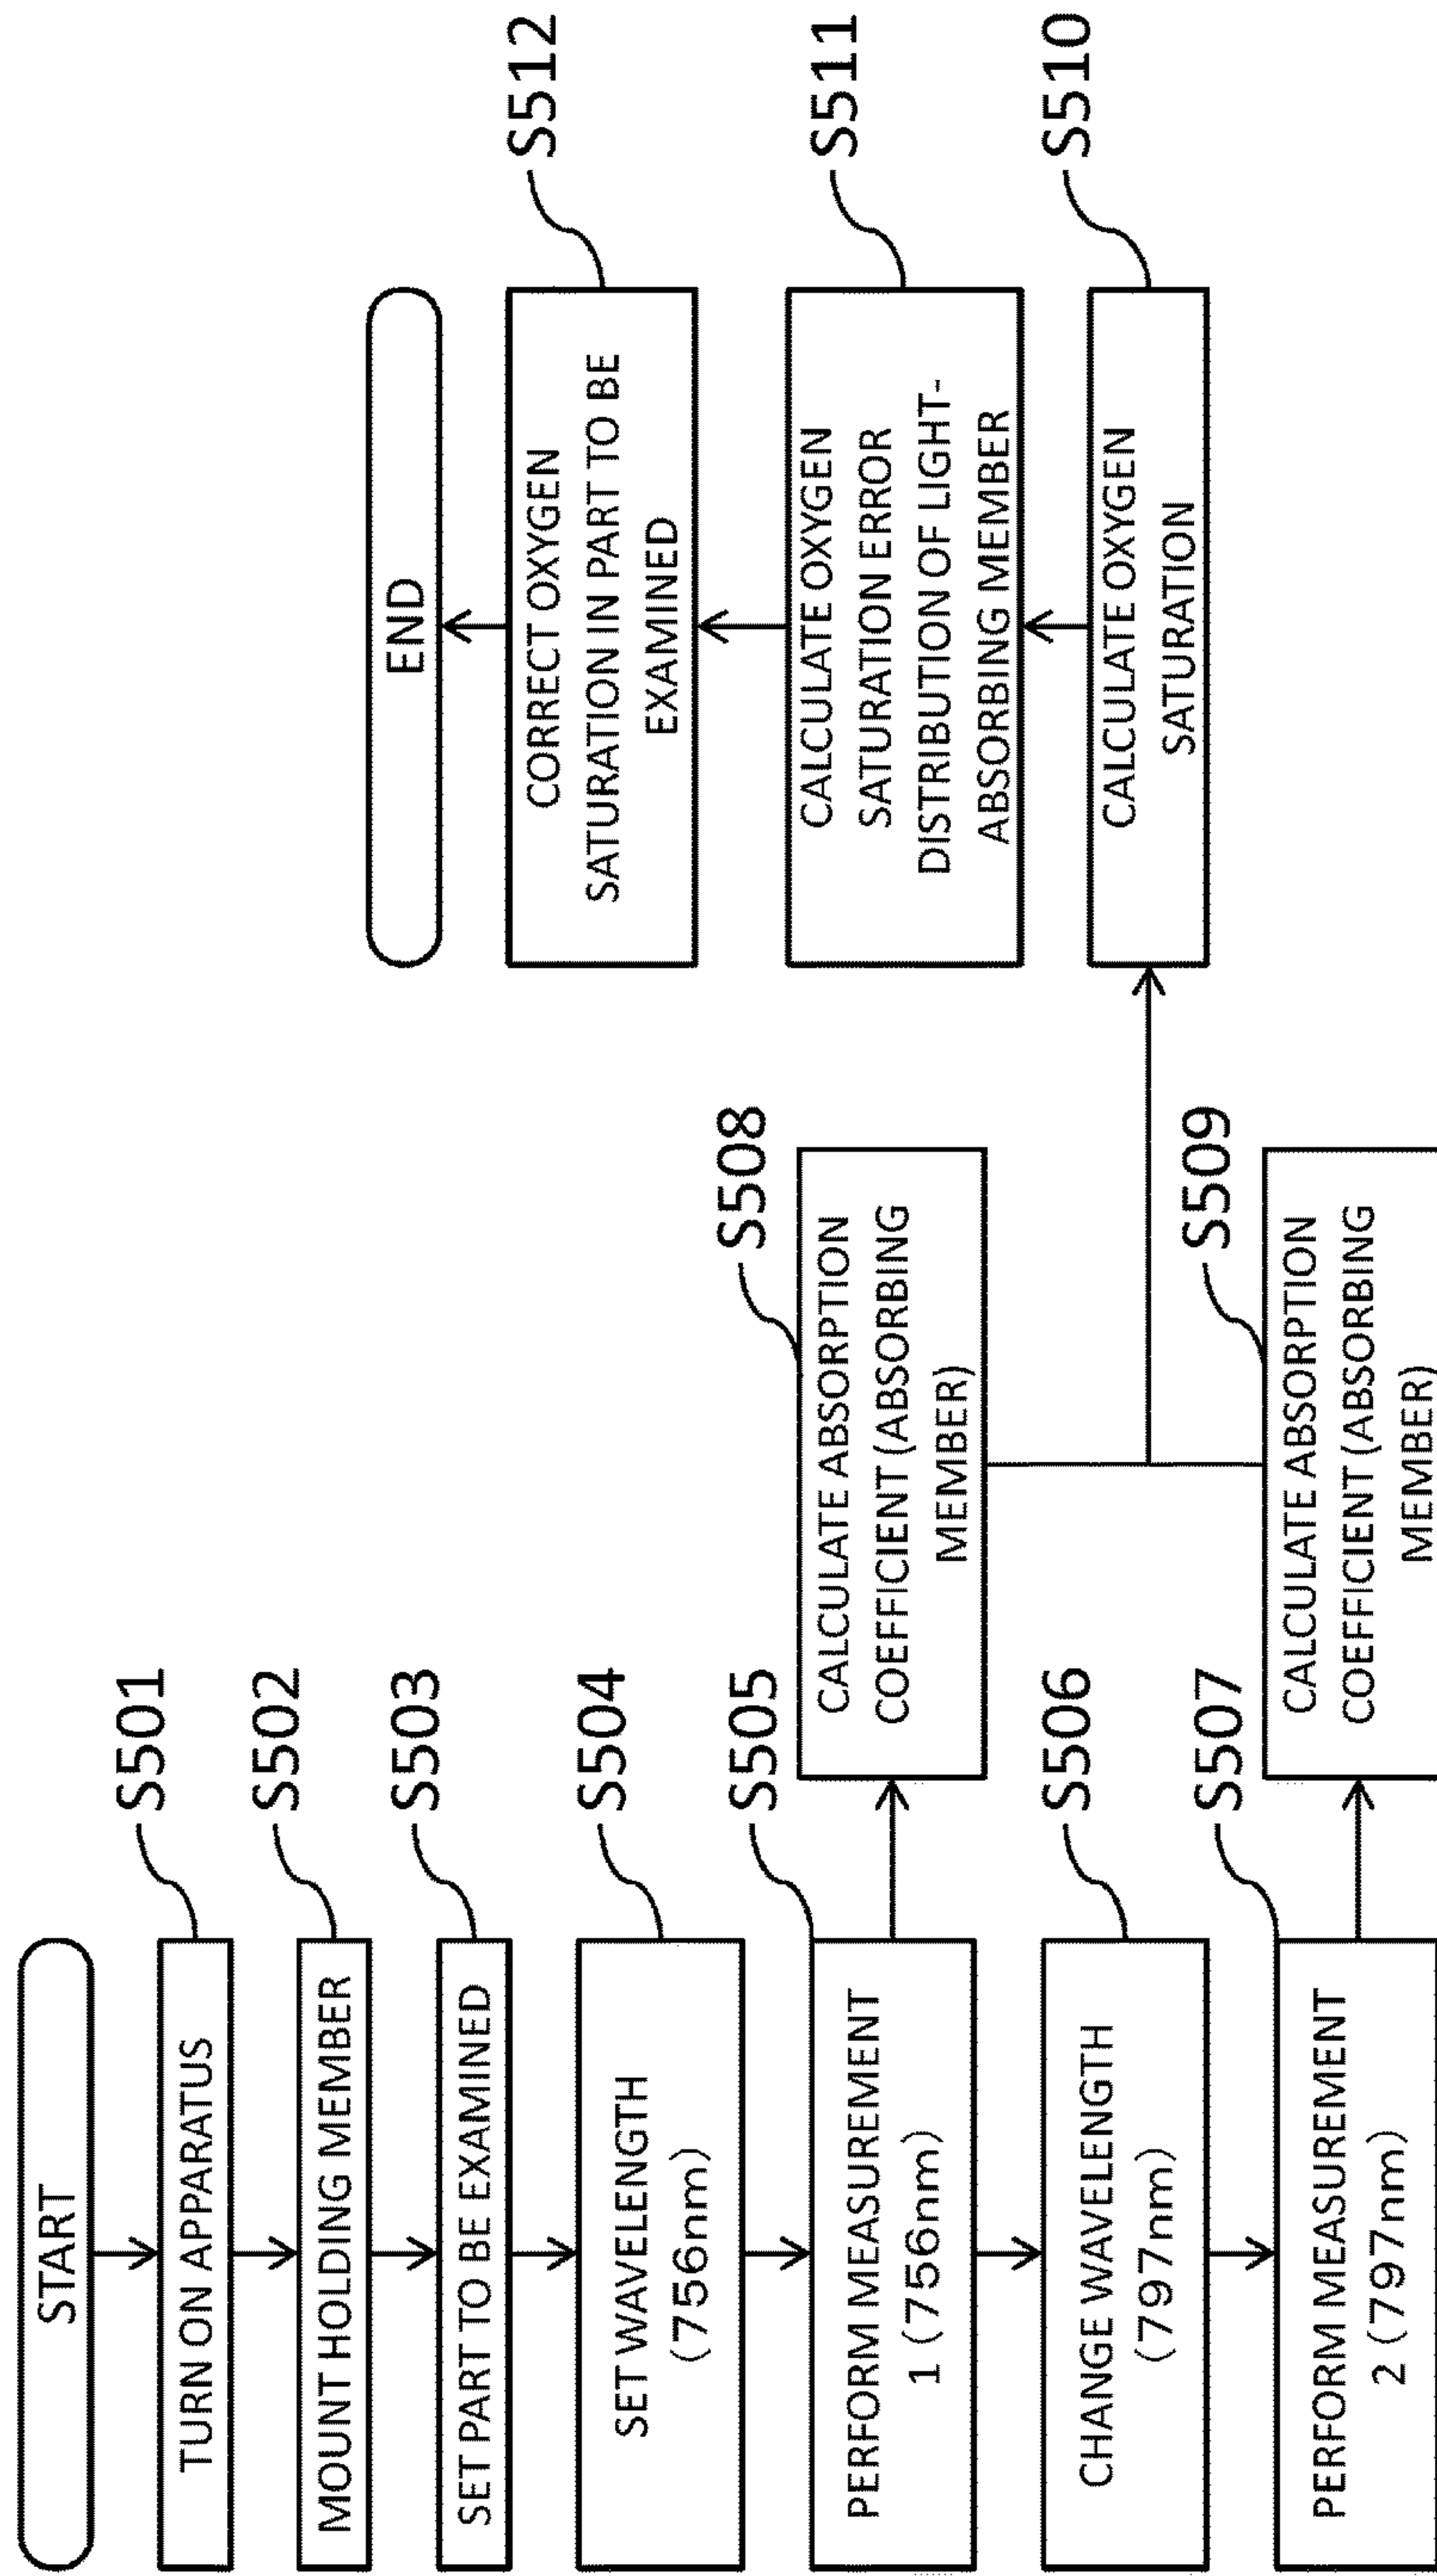 START
S501
TURN ON APPARATUS
S502
MOUNT HOLDING MEMBER
S503
SET PART TO BE EXAMINED
S504
SET WAVELENGTH
(756nm)
S505
PERFORM MEASUREMENT
1 (756nm)
S506
CHANGE WAVELENGTH
(797nm)
S507
PERFORM MEASUREMENT
2 (797nm)
S508
CALCULATE ABSORPTION
COEFFICIENT (ABSORBING
MEMBER)
S509
CALCULATE ABSORPTION
COEFFICIENT (ABSORBING
MEMBER)
S510
CALCULATE OXYGEN
SATURATION
S511
CALCULATE OXYGEN
SATURATION ERROR
DISTRIBUTION OF LIGHT-
ABSORBING MEMBER
S512
CORRECT OXYGEN
SATURATION IN PART TO BE
EXAMINED
END